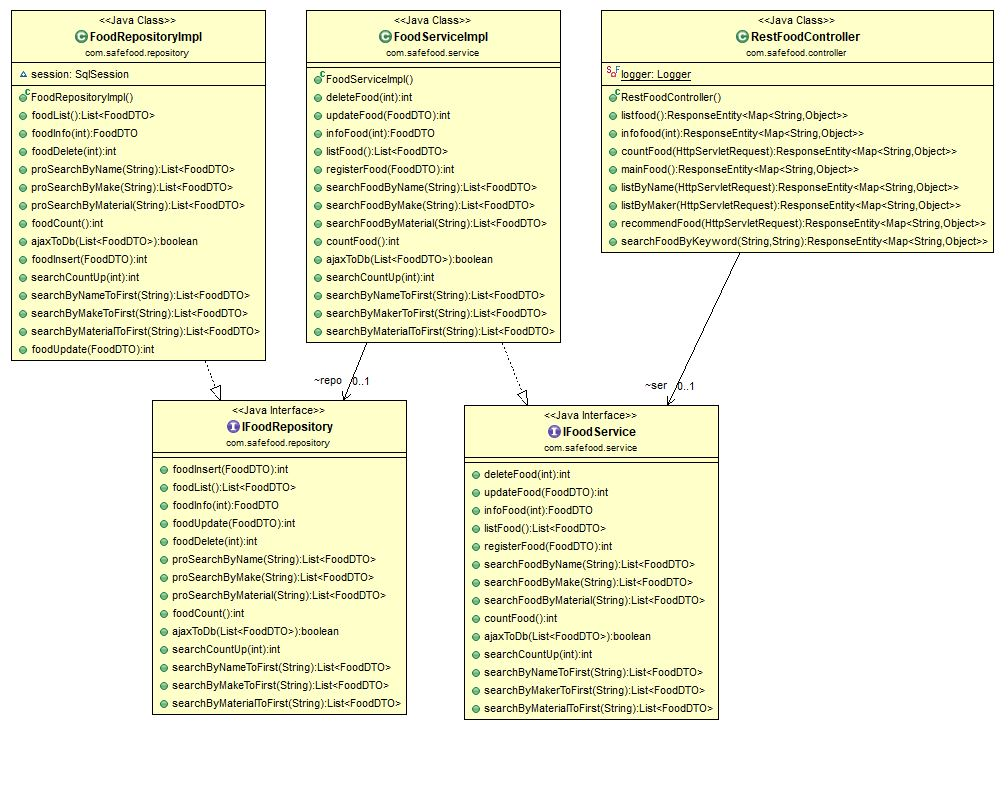 <<Java Class>>
FoodRepositoryImpl
com.safefood.repository
session: SqlSession
FoodRepositoryImpl()
foodList():List<FoodDTO>
foodInfo(int):FoodDTO
foodDelete(int):int
proSearchByName(String):List<FoodDTO>
proSearchByMake(String):List<FoodDTO>
proSearchByMaterial(String):List<FoodDTO>
foodCount():int
ajaxToDb(List<FoodDTO>):boolean
foodInsert(FoodDTO):int
searchCountUp(int):int
searchByNameToFirst(String):List<FoodDTO>
searchByMakeToFirst(String):List<FoodDTO>
searchByMaterialToFirst(String):List<FoodDTO>
foodUpdate(FoodDTO):int
<<Java Class>>
FoodServiceImpl
com.safefood.service
FoodServiceImpl()
deleteFood(int):int
updateFood(FoodDTO):int
infoFood(int):FoodDTO
listFood():List<FoodDTO>
registerFood(FoodDTO):int
searchFoodByName(String):List<FoodDTO>
searchFoodByMake(String):List<FoodDTO>
searchFoodByMaterial(String):List<FoodDTO>
countFood():int
ajaxToDb(List<FoodDTO>):boolean
searchCountUp(int):int
searchByNameToFirst(String):List<FoodDTO>
searchByMakerToFirst(String):List<FoodDTO>
searchByMaterialToFirst(String):List<FoodDTO>
<<Java Class>>
RestFoodController
com.safefood.controller
logger: Logger
RestFoodController()
listfood():ResponseEntity<Map<String,Object>>
infofood(int):ResponseEntity<Map<String,Object>>
countFood(HttpServletRequest):ResponseEntity<Map<String,Object>>
mainFood():ResponseEntity<Map<String,Object>>
listByName(HttpServletRequest):ResponseEntity<Map<String,Object>>
listByMaker(HttpServletRequest):ResponseEntity<Map<String,Object>>
recommendFood(HttpServletRequest):ResponseEntity<Map<String,Object>>
searchFoodByKeyword(String,String):ResponseEntity<Map<String,Object>>
~repo 0..1
~ser 0..1
<<Java Interface>>
IFoodRepository
com.safefood.repository
foodInsert(FoodDTO):int
foodList():List<FoodDTO>
foodInfo(int):FoodDTO
foodUpdate(FoodDTO):int
foodDelete(int):int
proSearchByName(String):List<FoodDTO>
proSearchByMake(String):List<FoodDTO>
proSearchByMaterial(String):List<FoodDTO>
foodCount():int
ajaxToDb(List<FoodDTO>):boolean
searchCountUp(int):int
searchByNameToFirst(String):List<FoodDTO>
searchByMakeToFirst(String):List<FoodDTO>
searchByMaterialToFirst(String):List<FoodDTO>
<<Java Interface>>
IFoodService
com.safefood.service
deleteFood(int):int
updateFood(FoodDTO):int
infoFood(int):FoodDTO
listFood():List<FoodDTO>
registerFood(FoodDTO):int
searchFoodByName(String):List<FoodDTO>
searchFoodByMake(String):List<FoodDTO>
searchFoodByMaterial(String):List<FoodDTO>
countFood():int
ajaxToDb(List<FoodDTO>):boolean
searchCountUp(int):int
searchByNameToFirst(String):List<FoodDTO>
searchByMakerToFirst(String):List<FoodDTO>
searchByMaterialToFirst(String):List<FoodDTO>